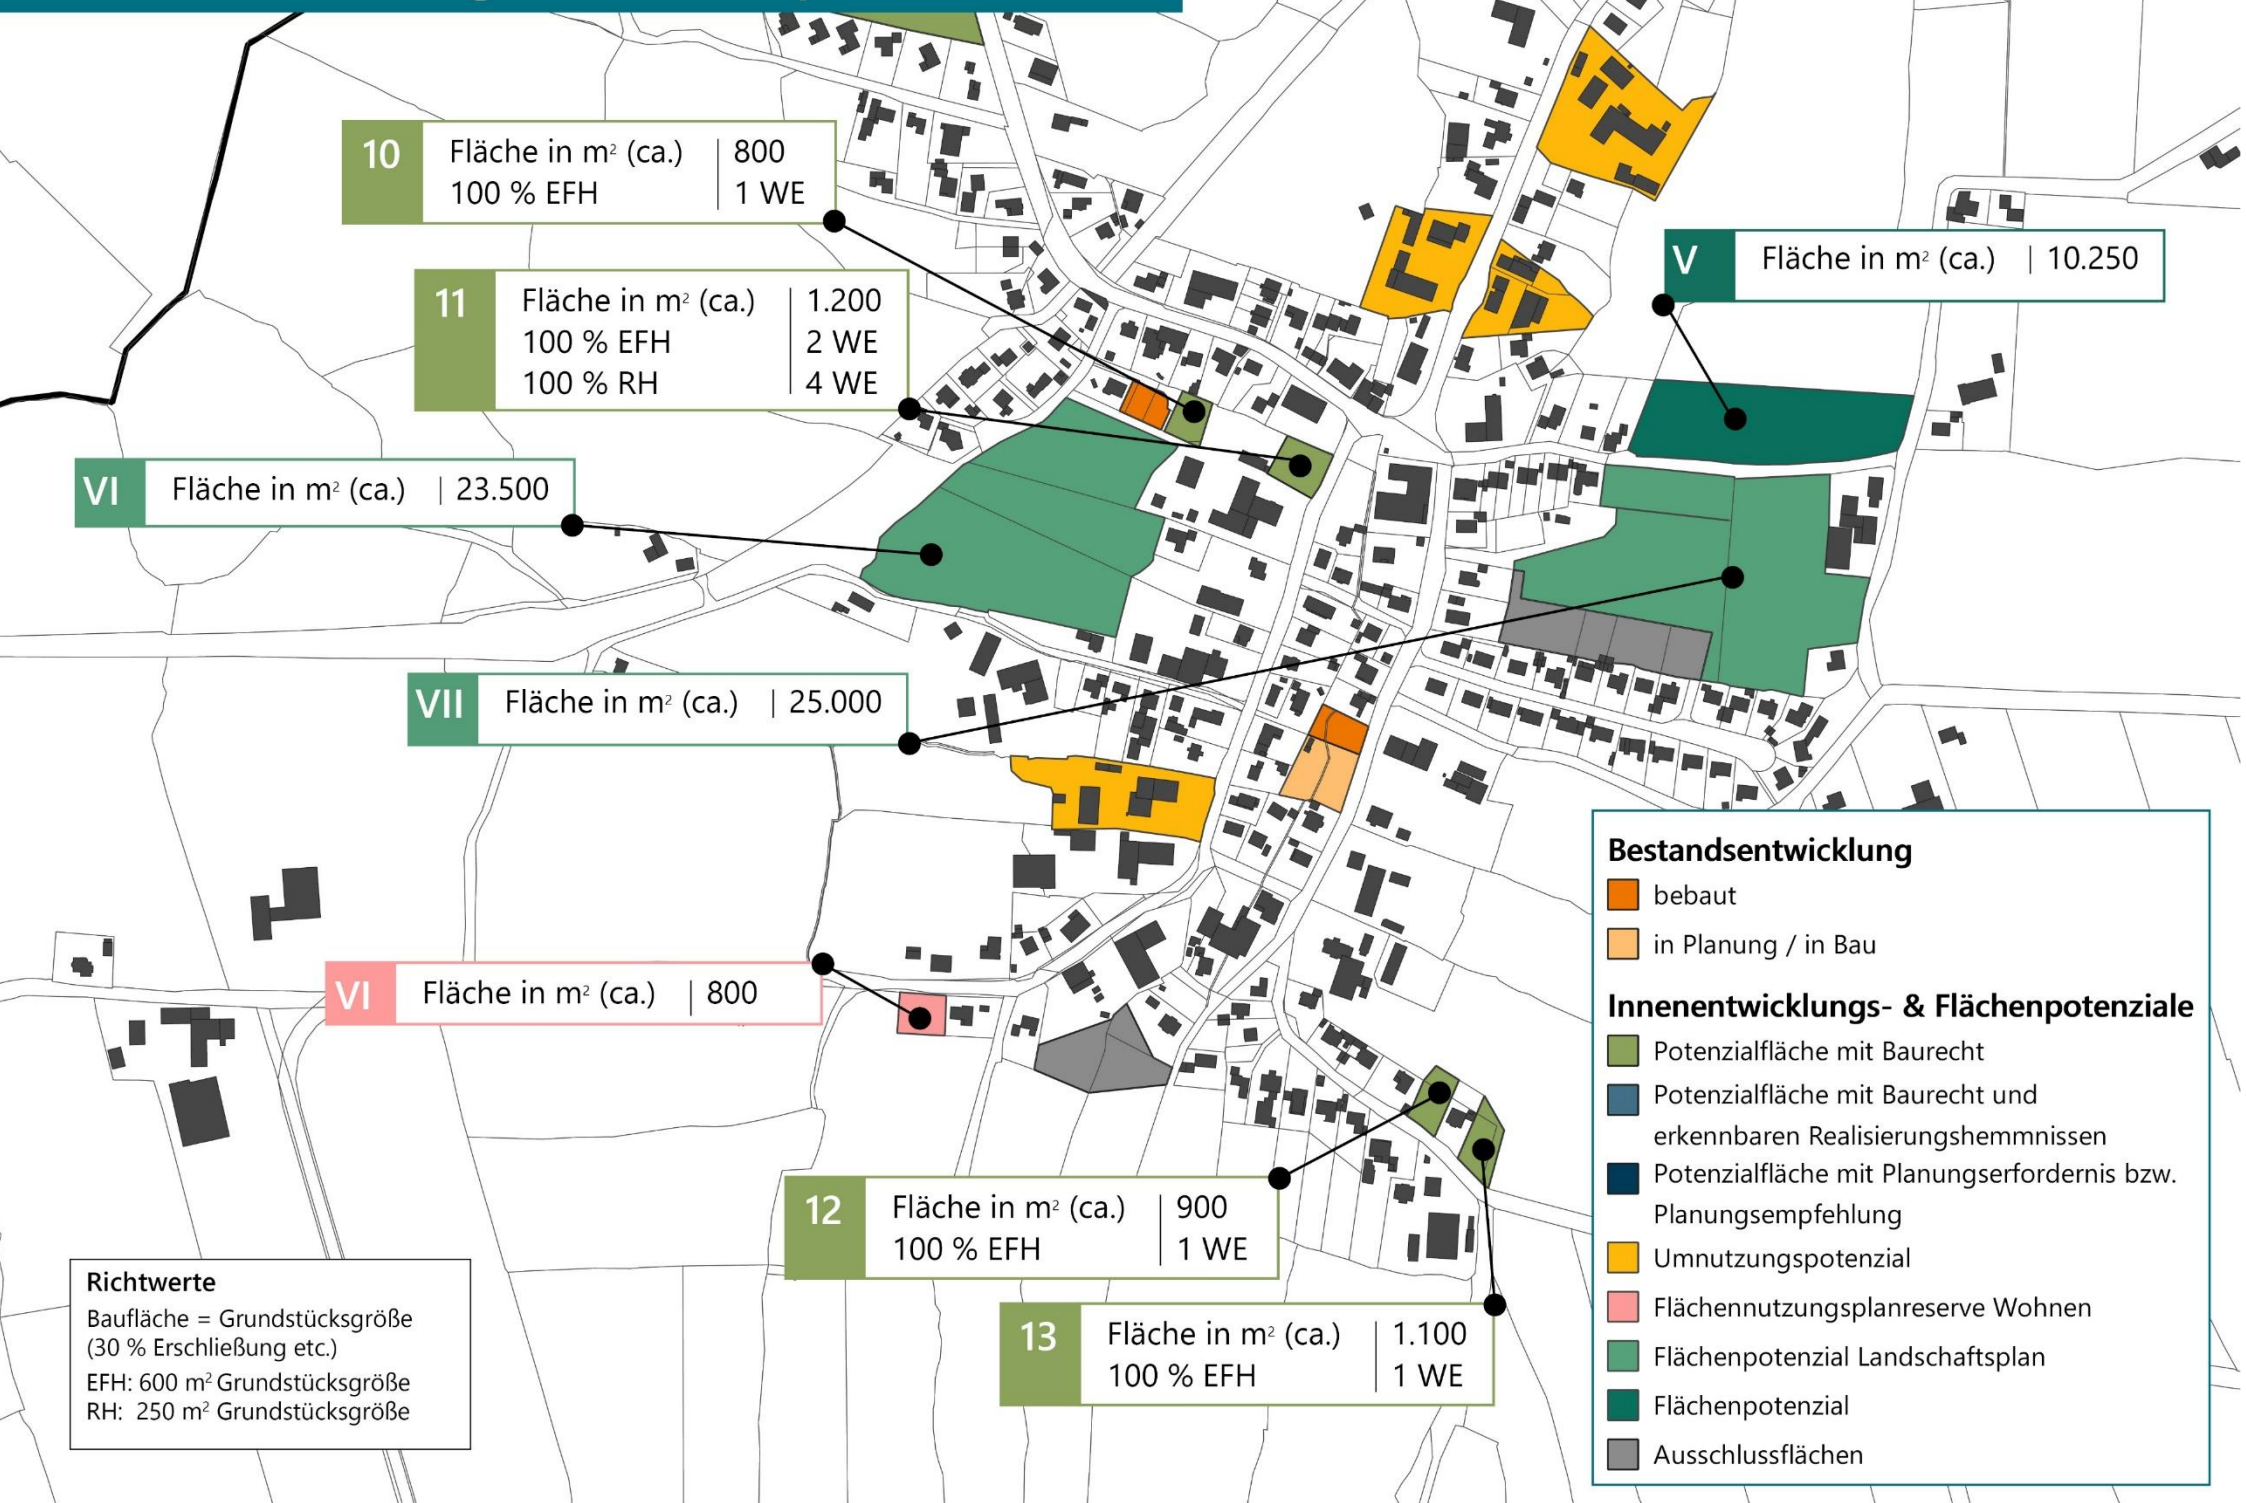 10
Fläche in m² (ca.) | 800
100 % EFH | 1 WE
11
Fläche in m² (ca.) | 1.200
100 % EFH | 2 WE
100 % RH | 4 WE
V
Fläche in m² (ca.) | 10.250
VI
Fläche in m² (ca.) | 23.500
VII
Fläche in m² (ca.) | 25.000
VI
Fläche in m² (ca.) | 800
12
Fläche in m² (ca.) | 900
100 % EFH | 1 WE
13
Fläche in m² (ca.) | 1.100
100 % EFH | 1 WE
Richtwerte
Baufläche = Grundstücksgröße
(30 % Erschließung etc.)
EFH: 600 m² Grundstücksgröße
RH: 250 m² Grundstücksgröße
Bestandsentwicklung
bebaut
in Planung / in Bau
Innenentwicklungs- & Flächenpotenziale
Potenzialfläche mit Baurecht
Potenzialfläche mit Baurecht und
erkennbaren Realisierungshemmnissen
Potenzialfläche mit Planungserfordernis bzw.
Planungsempfehlung
Umnutzungspotenzial
Flächennutzungsplanreserve Wohnen
Flächenpotenzial Landschaftsplan
Flächenpotenzial
Ausschlussflächen